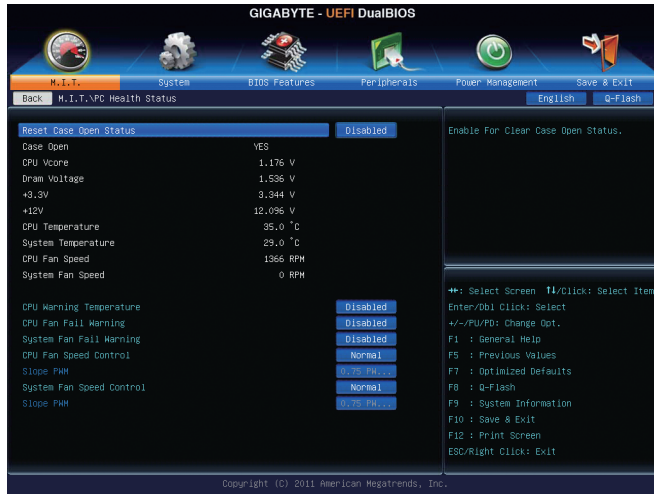 GIGABYTE - UEFI DualBIOS
M.I.T. System BIOS Features Peripherals Power Management Save & Exit
Back M.I.T.\PC Health Status English Q-Flash
Reset Case Open Status Disabled
Case Open YES
CPU Vcore 1.176 V
Dram Voltage 1.536 V
+3.3V 3.344 V
+12V 12.096 V
CPU Temperature 35.0 °C
System Temperature 29.0 °C
CPU Fan Speed 1366 RPM
System Fan Speed 0 RPM
CPU Warning Temperature Disabled
CPU Fan Fail Warning Disabled
System Fan Fail Warning Disabled
CPU Fan Speed Control Normal
Slope PWM 0.75 PW...
System Fan Speed Control Normal
Slope PWM 0.75 PW...
Enable For Clear Case Open Status.
→←: Select Screen ↑↓/Click: Select Item
Enter/Dbl Click: Select
+/-/PU/PD: Change Opt.
F1 : General Help
F5 : Previous Values
F7 : Optimized Defaults
F8 : Q-Flash
F9 : System Information
F10 : Save & Exit
F12 : Print Screen
ESC/Right Click: Exit
Copyright (C) 2011 American Megatrends, Inc.